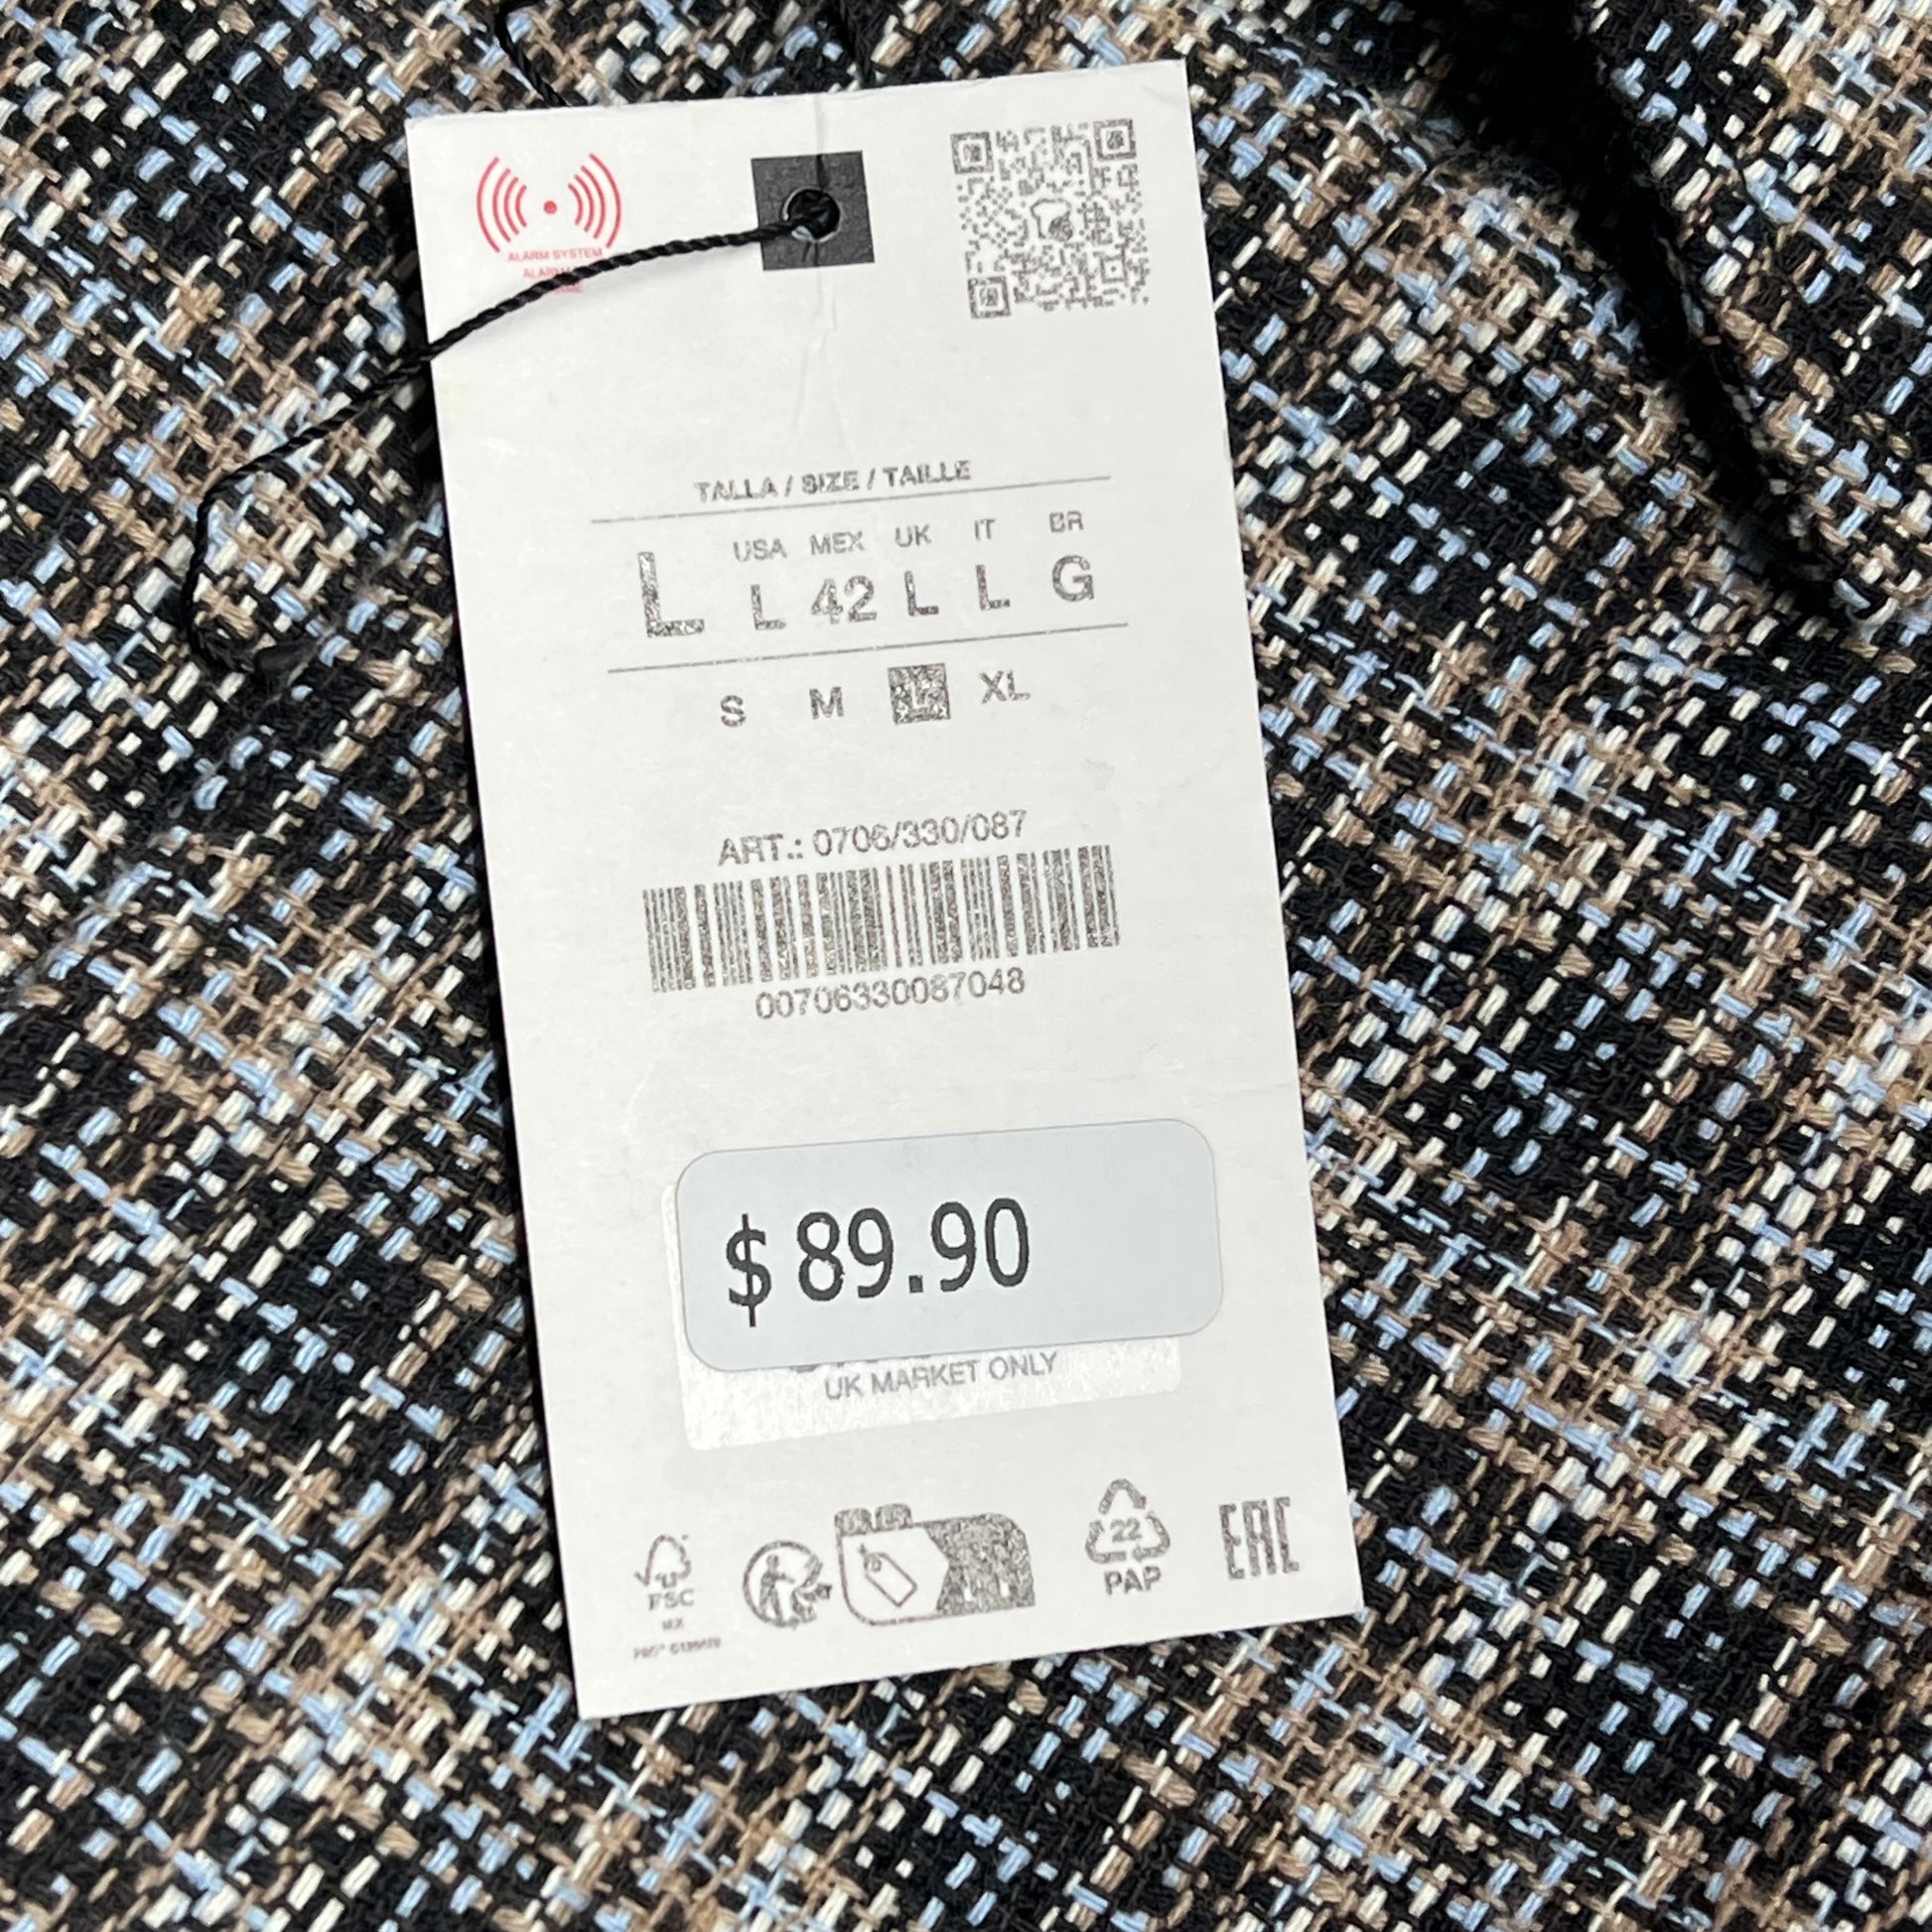 ALARM SYSTEM
TALLA / SIZE / TAILLE
USA MEX UK IT BR
L L 42 L L G
S M L XL
ART.: 0706/330/087
00706330087048
$ 89.90
UK MARKET ONLY
FSC
22
PAP
EAC